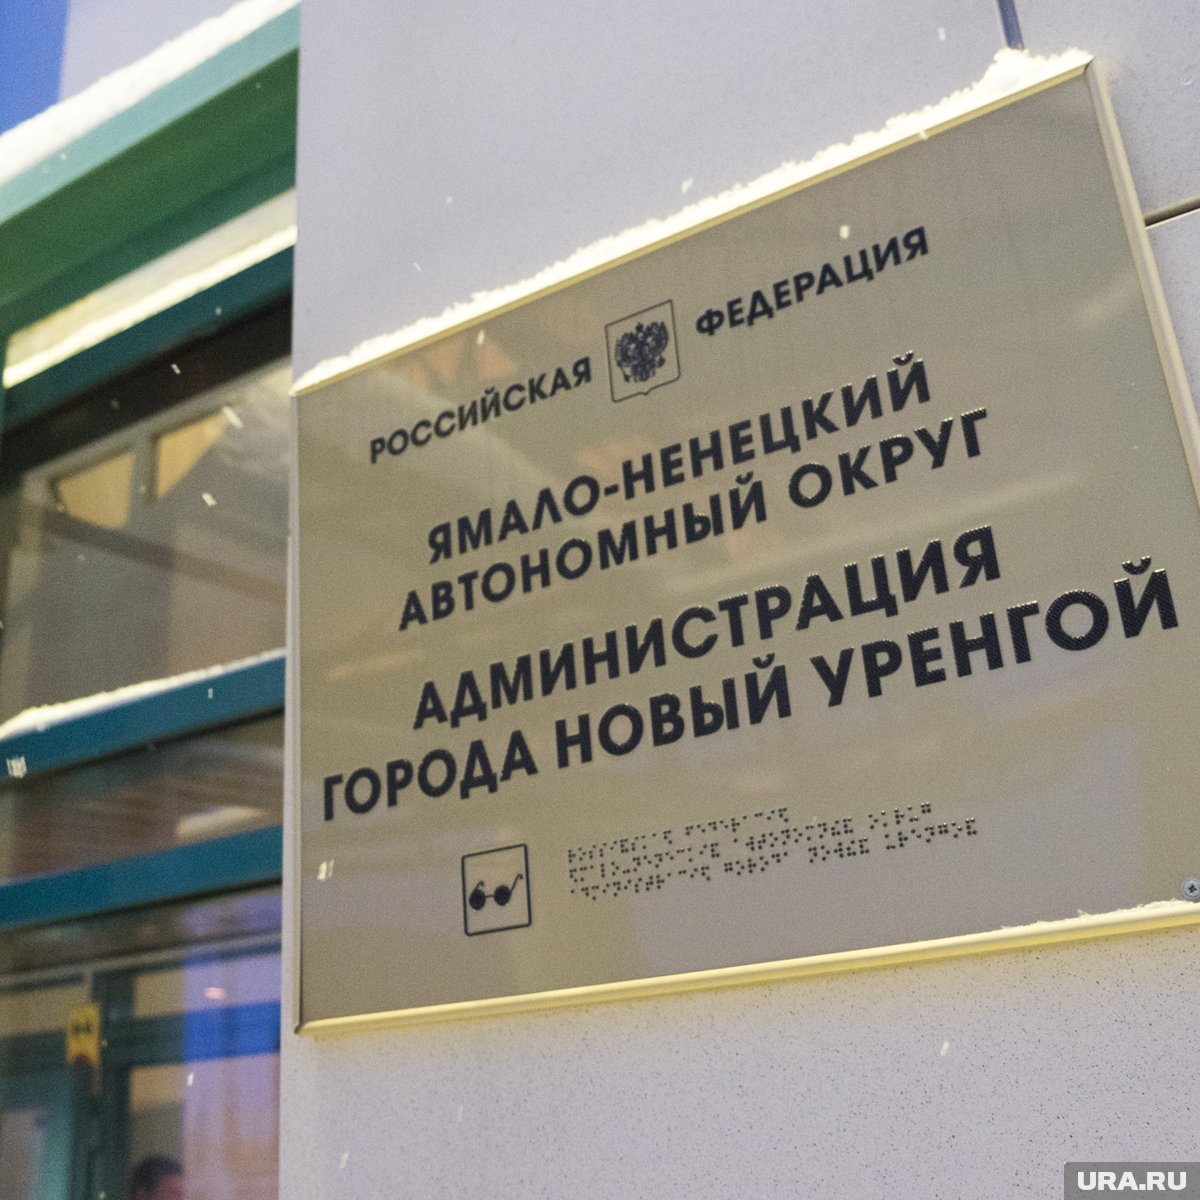 РОССИЙСКАЯ ФЕДЕРАЦИЯ
ЯМАЛО-НЕНЕЦКИЙ
АВТОНОМНЫЙ ОКРУГ
АДМИНИСТРАЦИЯ
ГОРОДА НОВЫЙ УРЕНГОЙ
URA.RU